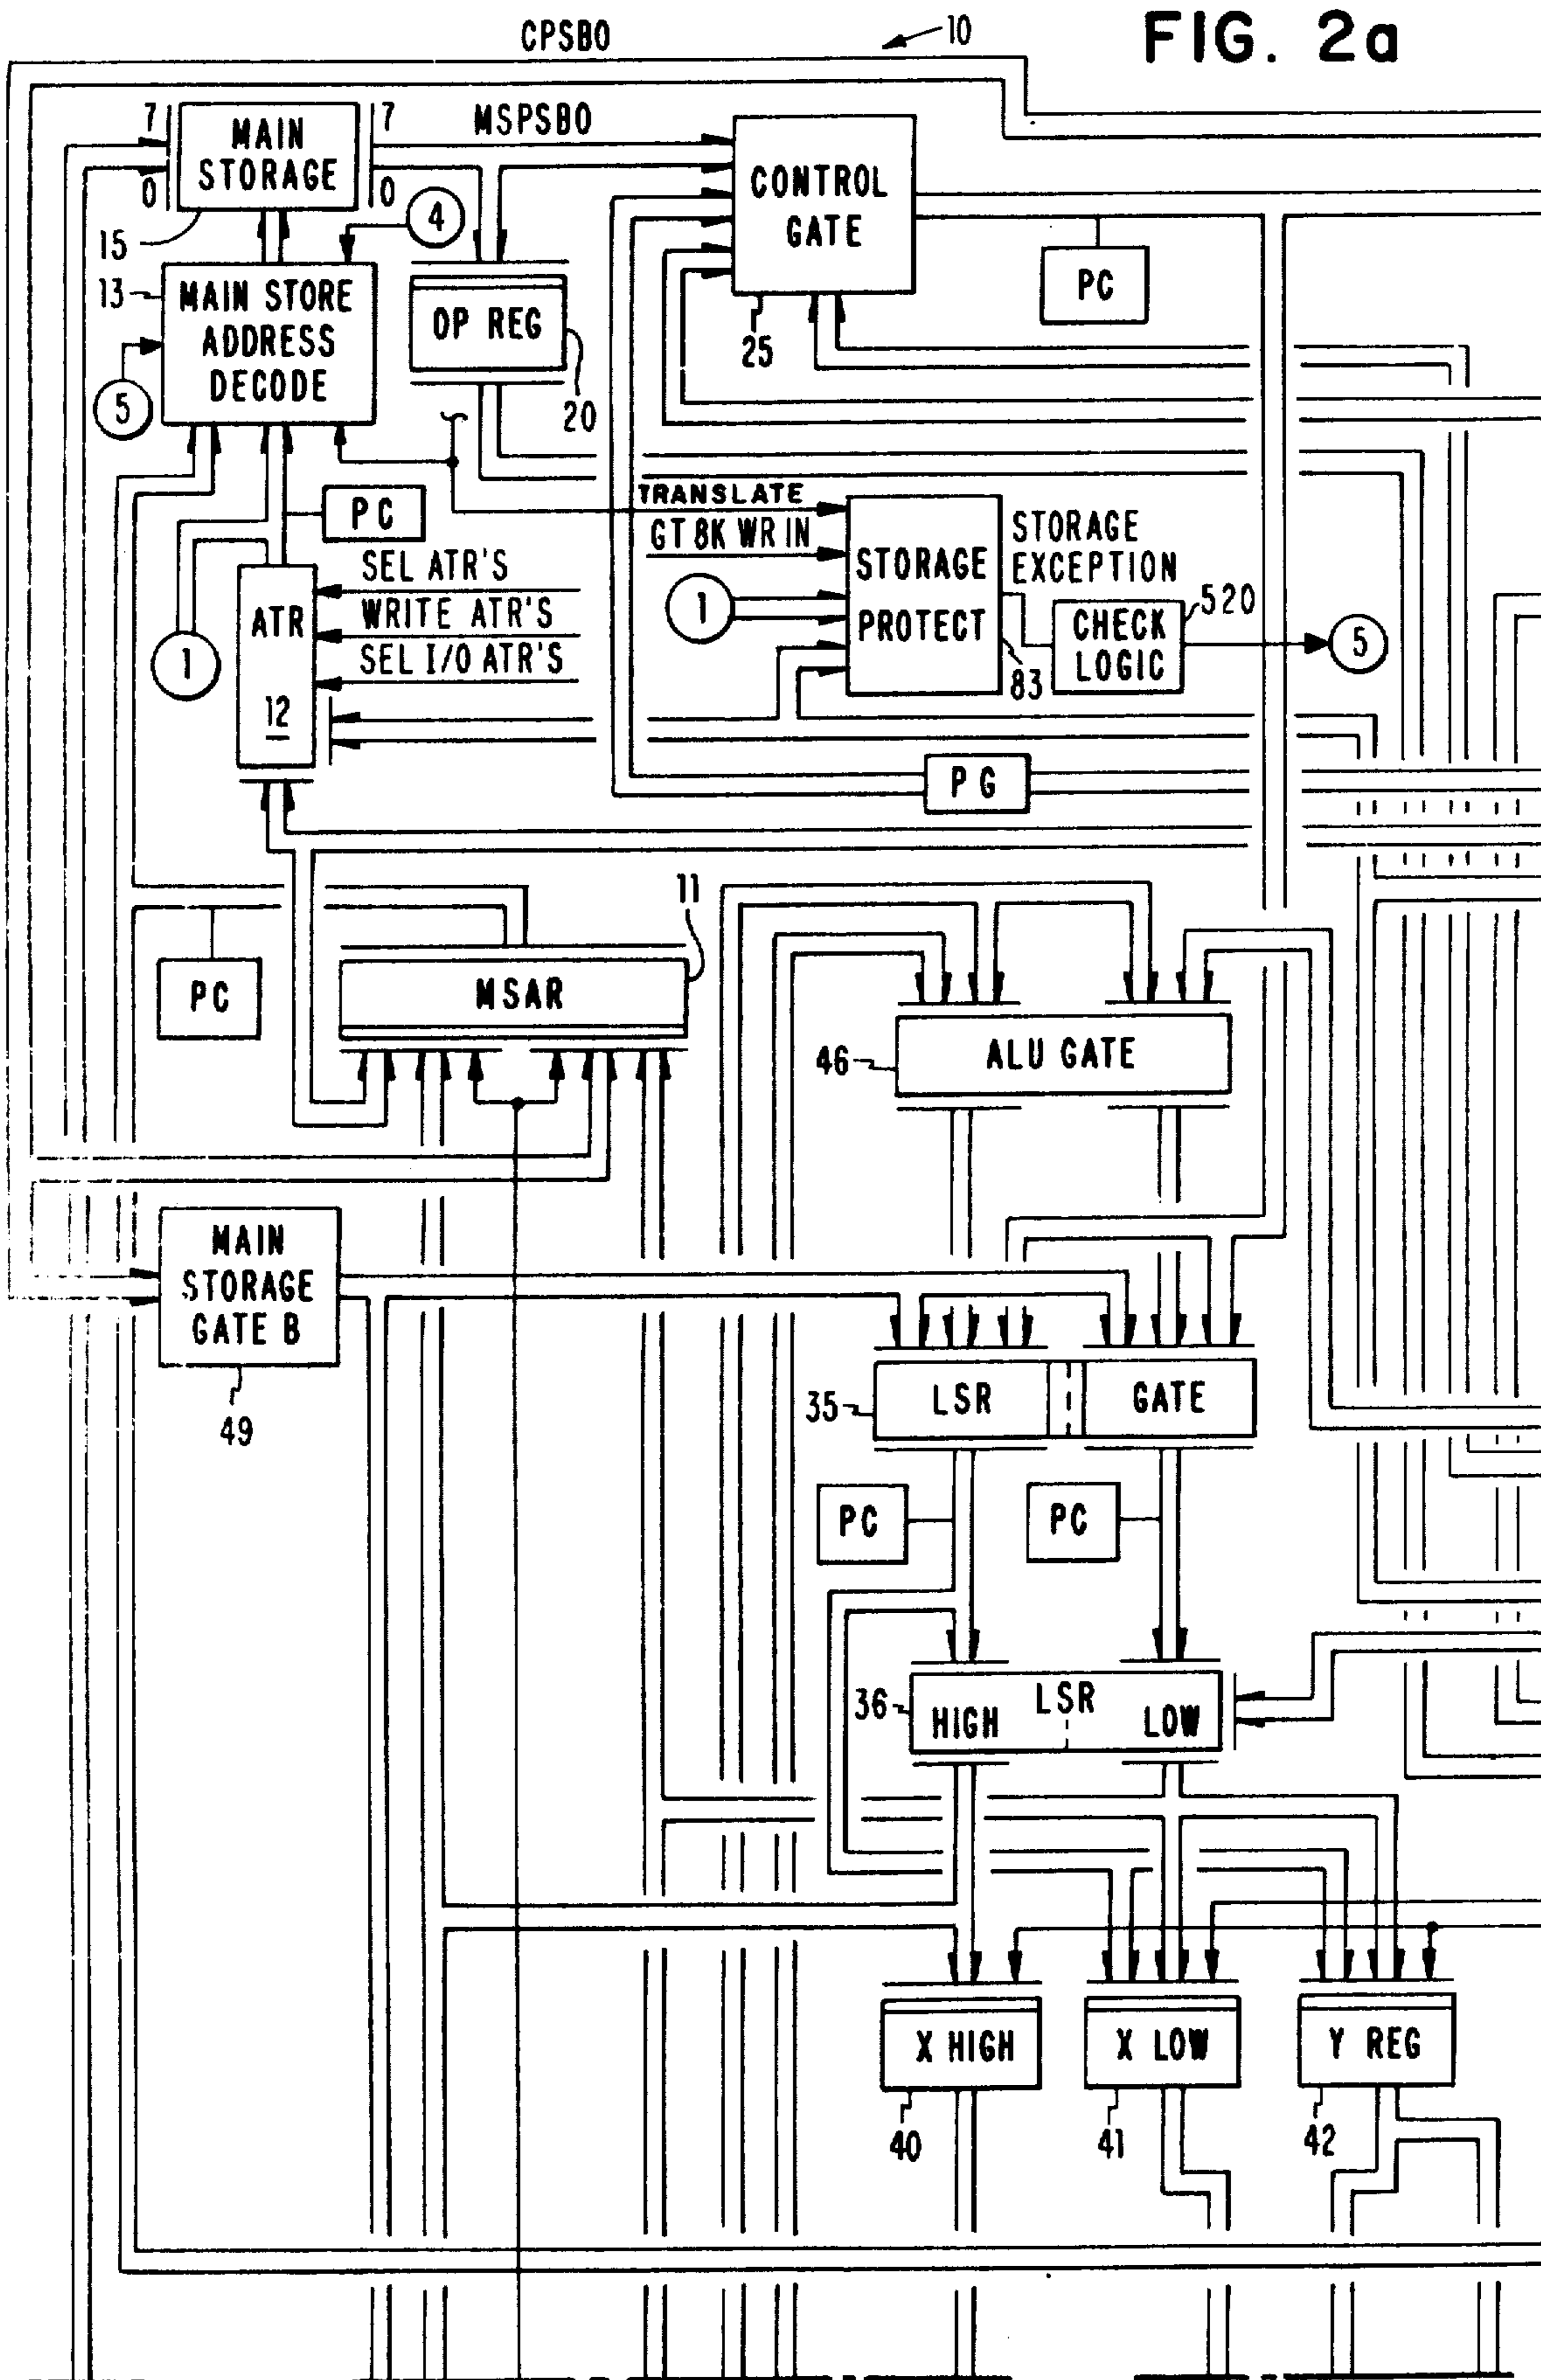 FIG. 2a
CPSBO
10
MAIN
STORAGE
7
0
7
0
MSPSBO
CONTROL
GATE
15
4
PC
13
MAIN STORE
ADDRESS
DECODE
OP REG
25
5
20
PC
TRANSLATE
GT 8K WR IN
STORAGE
PROTECT
STORAGE
EXCEPTION
SEL ATR'S
WRITE ATR'S
SEL I/O ATR'S
ATR
12
1
1
83
CHECK
LOGIC
520
5
PG
11
PC
MSAR
46
ALU GATE
MAIN
STORAGE
GATE B
49
35
LSR
GATE
PC
PC
36
HIGH
LSR
LOW
X HIGH
X LOW
Y REG
40
41
42